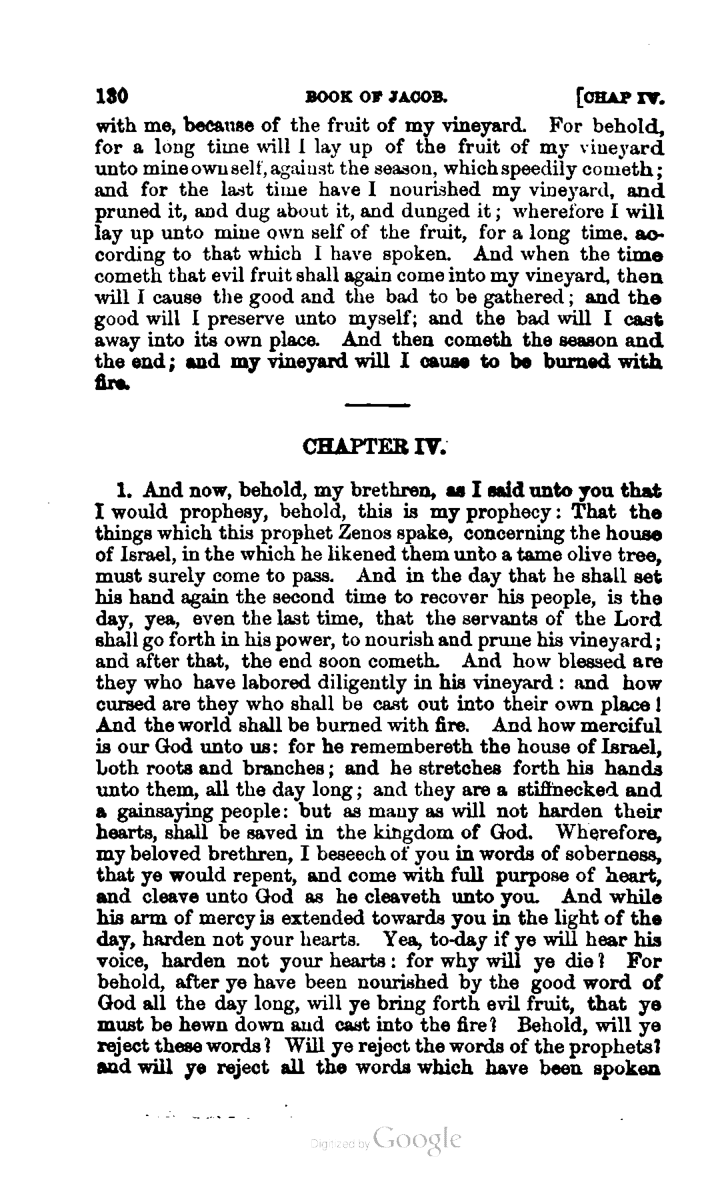 130 BOOK OF JACOB. [CHAP IV.
with me, because of the fruit of my vineyard. For behold,
for a long time will I lay up of the fruit of my vineyard
unto mine own self, against the season, which speedily cometh;
and for the last time have I nourished my vineyard, and
pruned it, and dug about it, and dunged it; wherefore I will
lay up unto mine own self of the fruit, for a long time. ac-
cording to that which I have spoken. And when the time
cometh that evil fruit shall again come into my vineyard, then
will I cause the good and the bad to be gathered; and the
good will I preserve unto myself; and the bad will I cast
away into its own place. And then cometh the season and
the end; and my vineyard will I cause to be burned with
fire.
CHAPTER IV.
1. And now, behold, my brethren, as I said unto you that
I would prophesy, behold, this is my prophecy: That the
things which this prophet Zenos spake, concerning the house
of Israel, in the which he likened them unto a tame olive tree,
must surely come to pass. And in the day that he shall set
his hand again the second time to recover his people, is the
day, yea, even the last time, that the servants of the Lord
shall go forth in his power, to nourish and prune his vineyard;
and after that, the end soon cometh. And how blessed are
they who have labored diligently in his vineyard: and how
cursed are they who shall be cast out into their own place!
And the world shall be burned with fire. And how merciful
is our God unto us: for he remembereth the house of Israel,
both roots and branches; and he stretches forth his hands
unto them, all the day long; and they are a stiffnecked and
a gainsaying people: but as many as will not harden their
hearts, shall be saved in the kingdom of God. Wherefore,
my beloved brethren, I beseech of you in words of soberness,
that ye would repent, and come with full purpose of heart,
and cleave unto God as he cleaveth unto you. And while
his arm of mercy is extended towards you in the light of the
day, harden not your hearts. Yea, to-day if ye will hear his
voice, harden not your hearts: for why will ye die? For
behold, after ye have been nourished by the good word of
God all the day long, will ye bring forth evil fruit, that ye
must be hewn down and cast into the fire? Behold, will ye
reject these words? Will ye reject the words of the prophets?
and will ye reject all the words which have been spoken
Digitized by Google